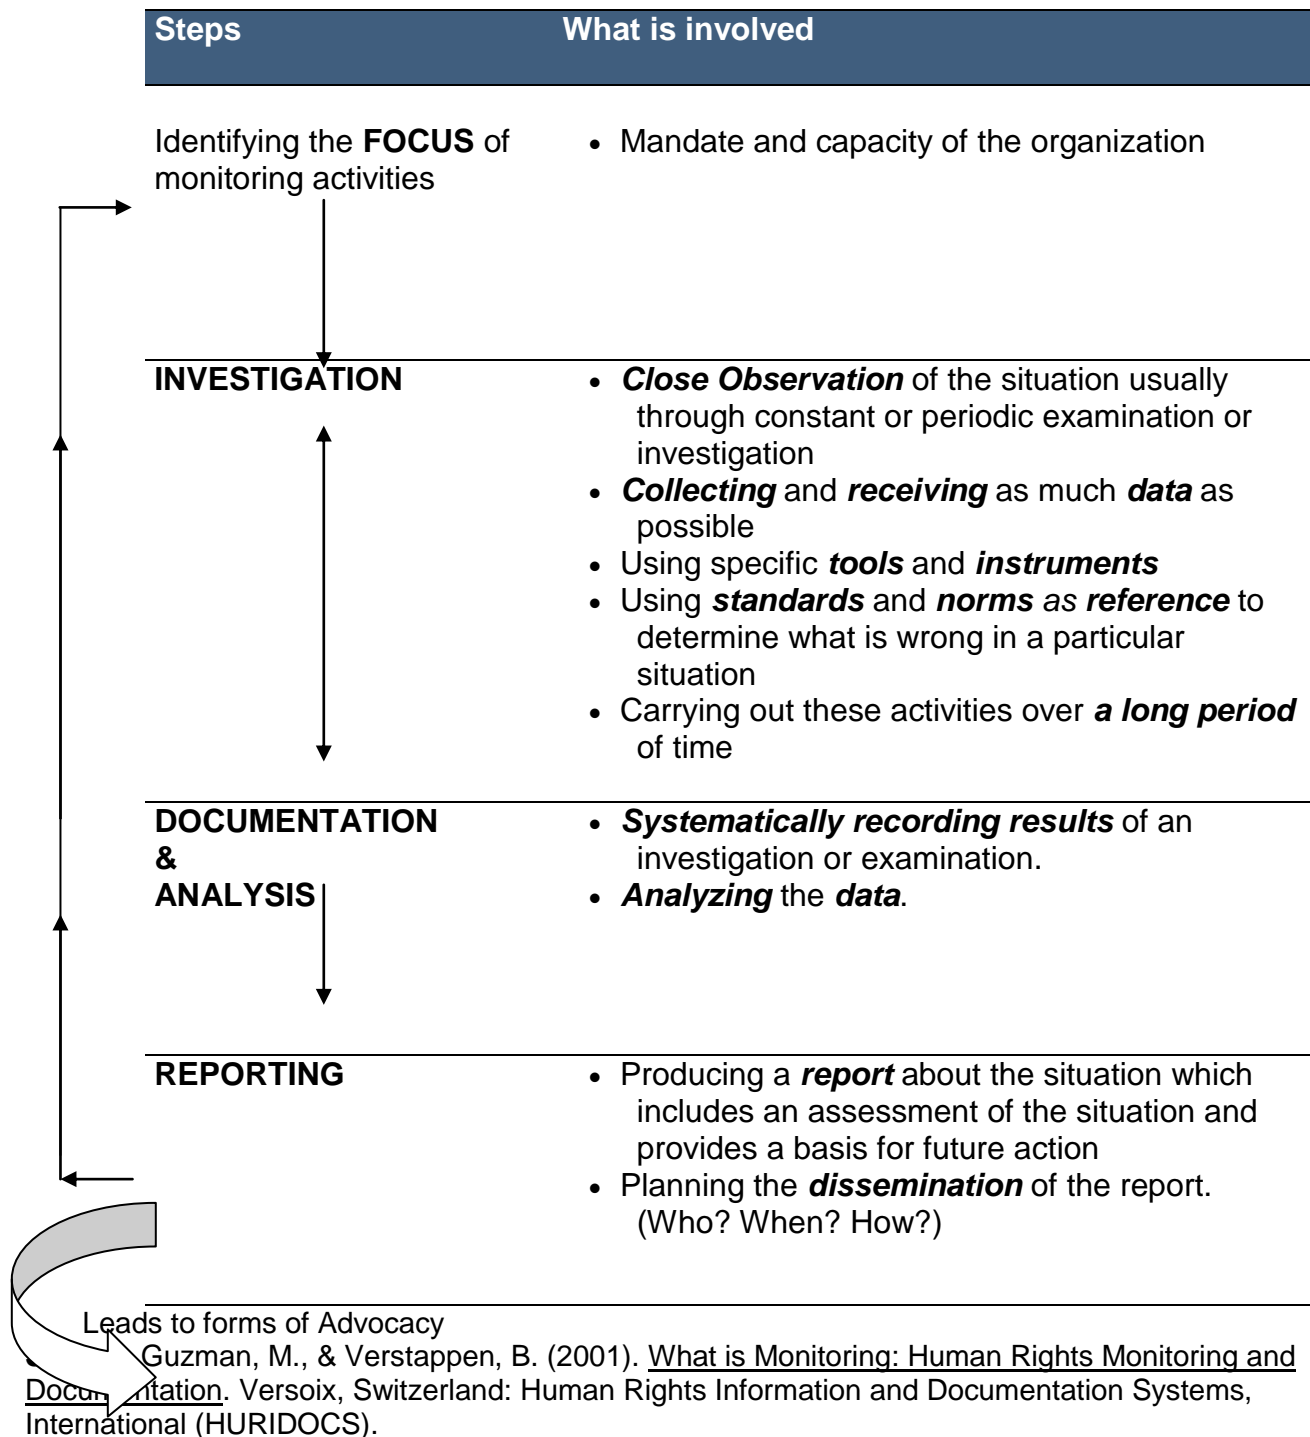 Steps What is involved
Identifying the FOCUS of
monitoring activities
• Mandate and capacity of the organization
INVESTIGATION
• Close Observation of the situation usually
through constant or periodic examination or
investigation
• Collecting and receiving as much data as
possible
• Using specific tools and instruments
• Using standards and norms as reference to
determine what is wrong in a particular
situation
• Carrying out these activities over a long period
of time
DOCUMENTATION
&
ANALYSIS
• Systematically recording results of an
investigation or examination.
• Analyzing the data.
REPORTING
• Producing a report about the situation which
includes an assessment of the situation and
provides a basis for future action
• Planning the dissemination of the report.
(Who? When? How?)
Leads to forms of Advocacy
Guzman, M., & Verstappen, B. (2001). What is Monitoring: Human Rights Monitoring and
Documentation. Versoix, Switzerland: Human Rights Information and Documentation Systems,
International (HURIDOCS).